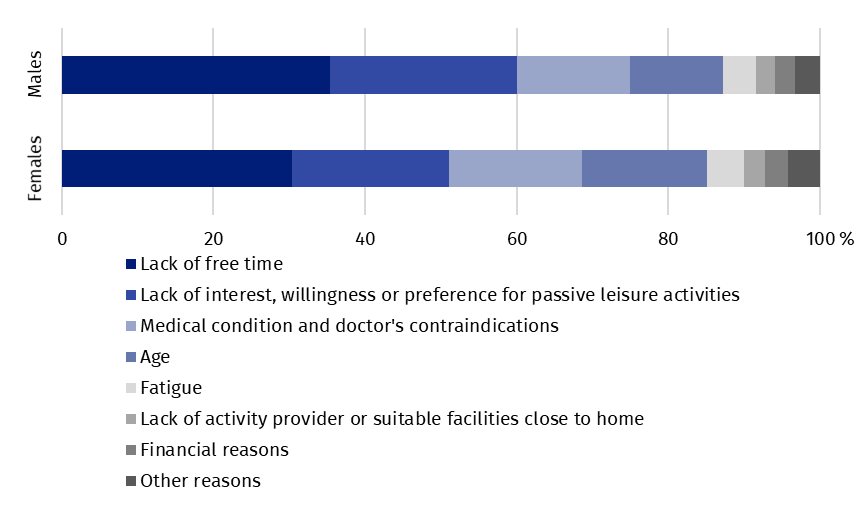 Males
Females
0 20 40 60 80 100 %
Lack of free time
Lack of interest, willingness or preference for passive leisure activities
Medical condition and doctor's contraindications
Age
Fatigue
Lack of activity provider or suitable facilities close to home
Financial reasons
Other reasons